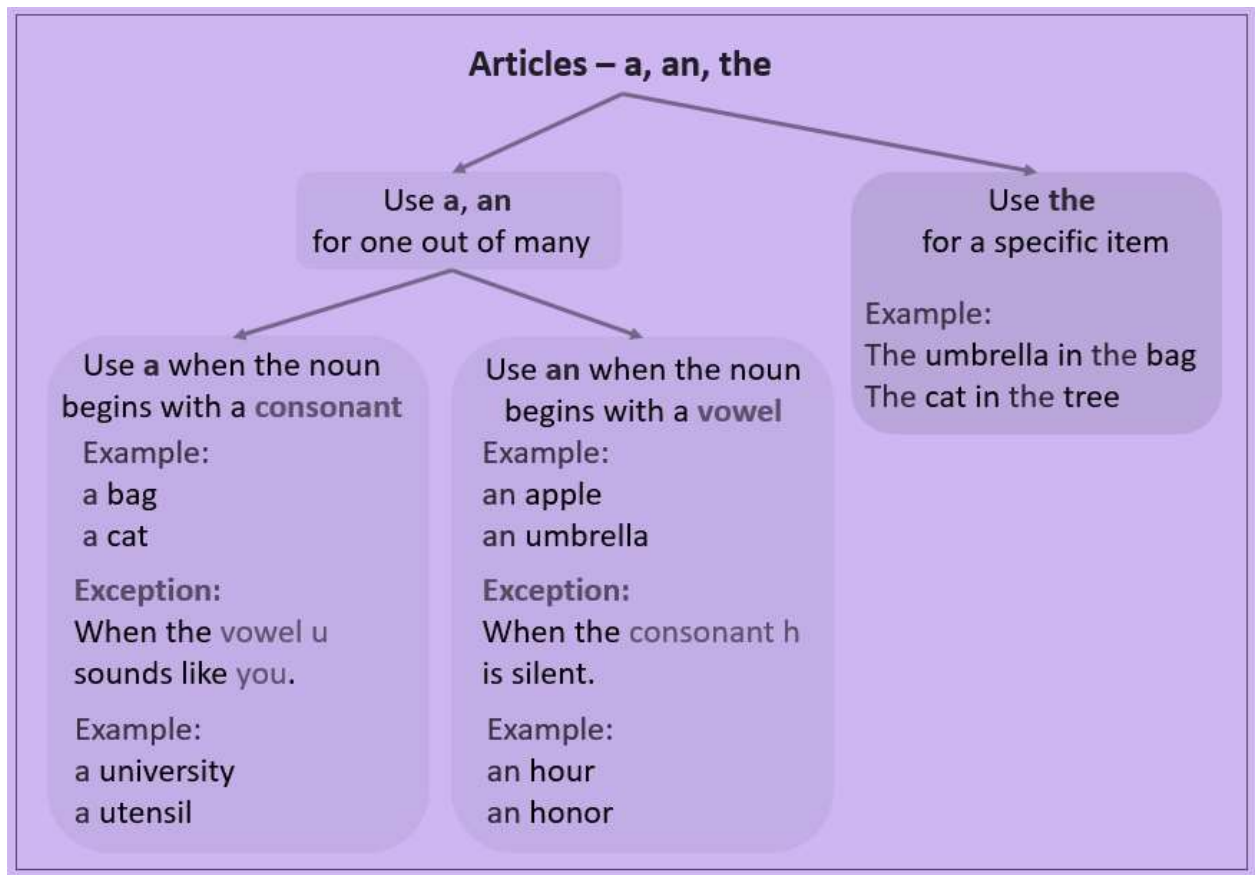 Articles – a, an, the
Use a, an
for one out of many
Use a when the noun
begins with a consonant
Example:
a bag
a cat
Exception:
When the vowel u
sounds like you.
Example:
a university
a utensil
Use an when the noun
begins with a vowel
Example:
an apple
an umbrella
Exception:
When the consonant h
is silent.
Example:
an hour
an honor
Use the
for a specific item
Example:
The umbrella in the bag
The cat in the tree